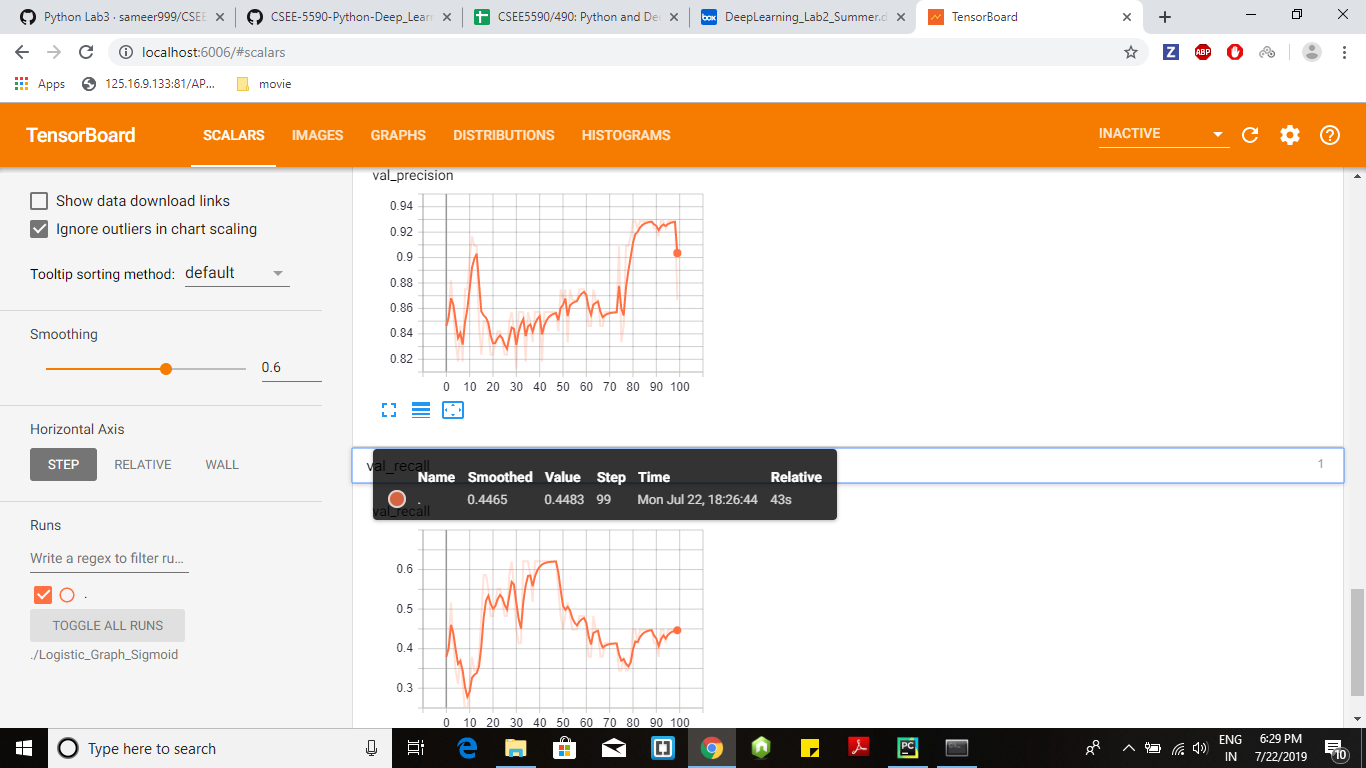 Python Lab3 · sameer999/CSEE
CSEE-5590-Python-Deep_Learn
CSEE5590/490: Python and De
box
DeepLearning_Lab2_Summer.d
TensorBoard
localhost:6006/#scalars
Z
ABP
Apps
125.16.9.133:81/AP...
movie
TensorBoard
SCALARS
IMAGES
GRAPHS
DISTRIBUTIONS
HISTOGRAMS
INACTIVE
Show data download links
Ignore outliers in chart scaling
Tooltip sorting method: default
Smoothing
0.6
Horizontal Axis
STEP
RELATIVE
WALL
Runs
Write a regex to filter ru...
.
TOGGLE ALL RUNS
./Logistic_Graph_Sigmoid
val_precision
0.94
0.92
0.9
0.88
0.86
0.84
0.82
0 10 20 30 40 50 60 70 80 90 100
val_recall
1
Name Smoothed Value Step Time Relative
. 0.4465 0.4483 99 Mon Jul 22, 18:26:44 43s
val_recall
0.6
0.5
0.4
0.3
0 10 20 30 40 50 60 70 80 90 100
Type here to search
PC
ENG
IN
6:29 PM
7/22/2019
10